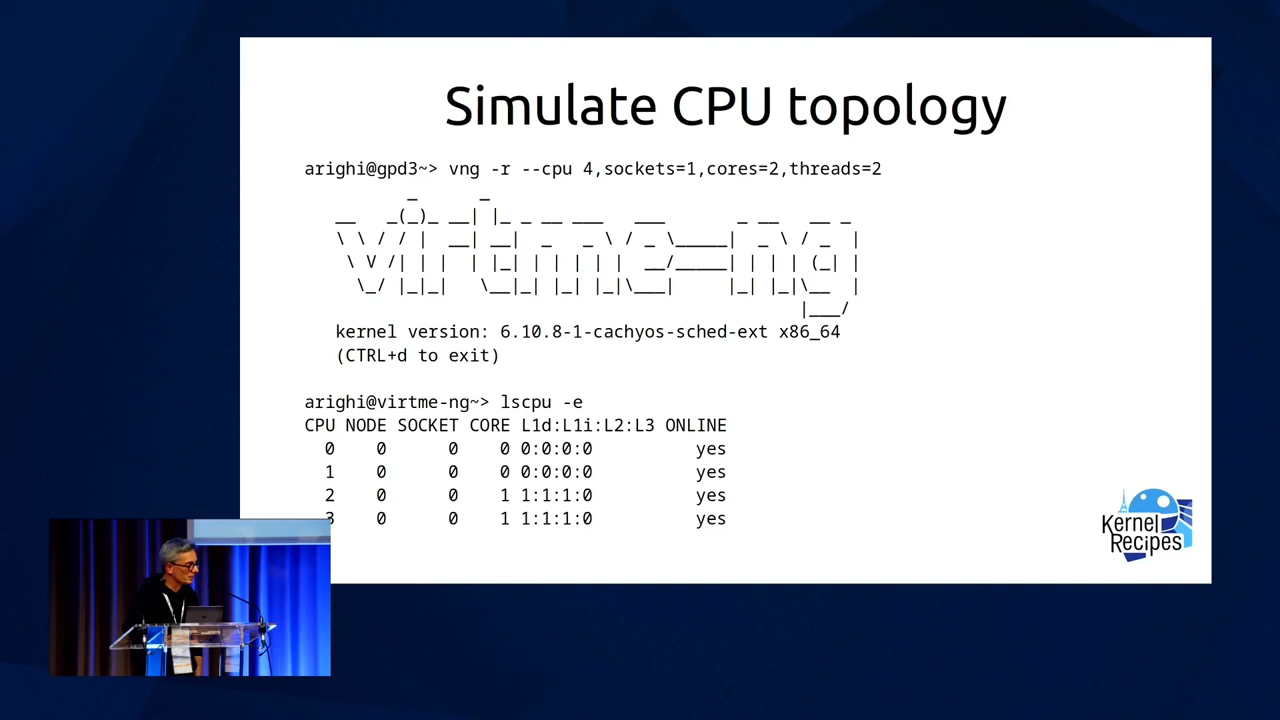 Simulate CPU topology
arighi@gpd3~> vng -r --cpu 4,sockets=1,cores=2,threads=2
virtme-ng
kernel version: 6.10.8-1-cachyos-sched-ext x86_64
(CTRL+d to exit)
arighi@virtme-ng~> lscpu -e
CPU NODE SOCKET CORE L1d:L1i:L2:L3 ONLINE
0 0 0 0 0:0:0:0 yes
1 0 0 0 0:0:0:0 yes
2 0 0 1 1:1:1:0 yes
3 0 0 1 1:1:1:0 yes
Kernel
Recipes